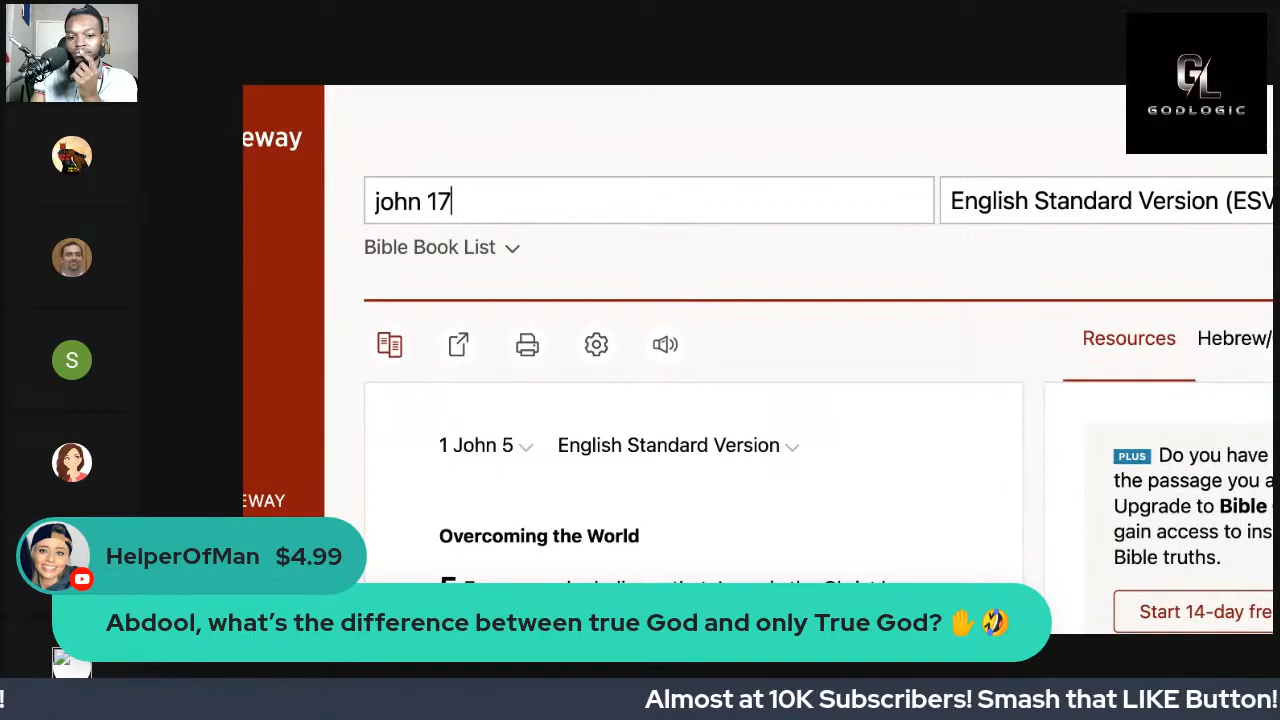 GL
GODLOGIC
eway
john 17
English Standard Version (ESV
Bible Book List
Resources
Hebrew/
1 John 5
English Standard Version
PLUS Do you have
the passage you a
Upgrade to Bible
gain access to ins
Bible truths.
EWAY
Overcoming the World
Start 14-day fre
S
HelperOfMan $4.99
Abdool, what’s the difference between true God and only True God? ✋🤣
!
Almost at 10K Subscribers! Smash that LIKE Button!